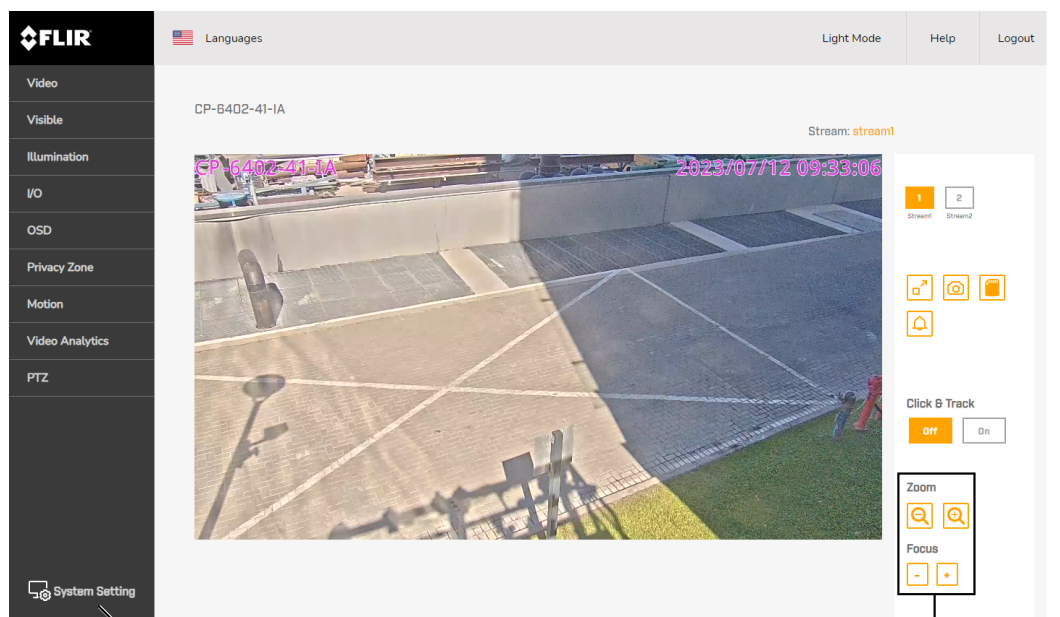 FLIR
Languages
Light Mode
Help
Logout
Video
Visible
Illumination
I/O
OSD
Privacy Zone
Motion
Video Analytics
PTZ
System Setting
CP-6402-41-IA
Stream: stream1
CP-6402-41-IA
2023/07/12 09:33:06
1
2
Stream1
Stream2
Click & Track
Off
On
Zoom
Focus
-
+